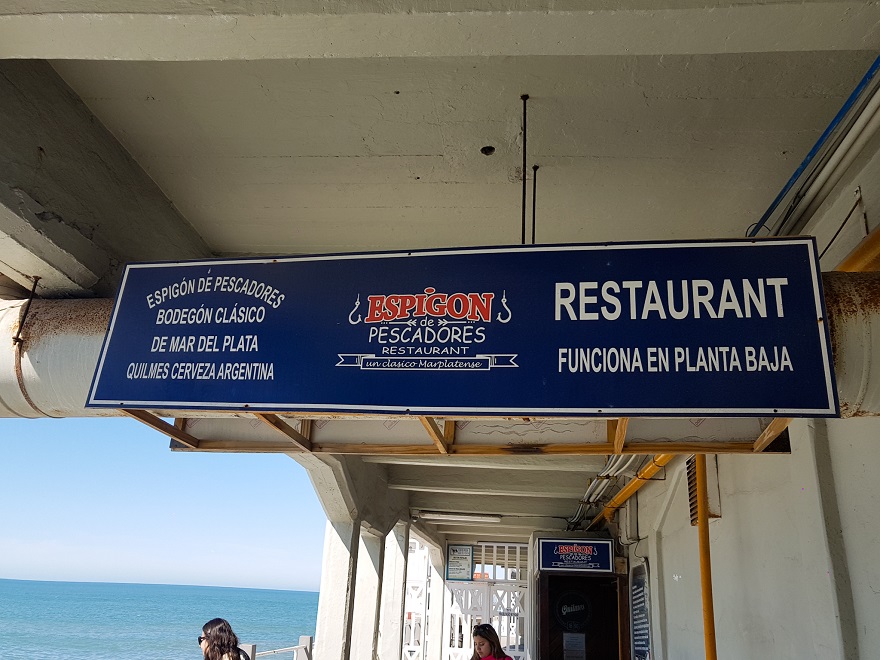 ESPIGÓN DE PESCADORES
BODEGÓN CLÁSICO
DE MAR DEL PLATA
QUILMES CERVEZA ARGENTINA
ESPIGON
de
PESCADORES
RESTAURANT
un clasico Marplatense
RESTAURANT
FUNCIONA EN PLANTA BAJA
ESPIGON
PESCADORES